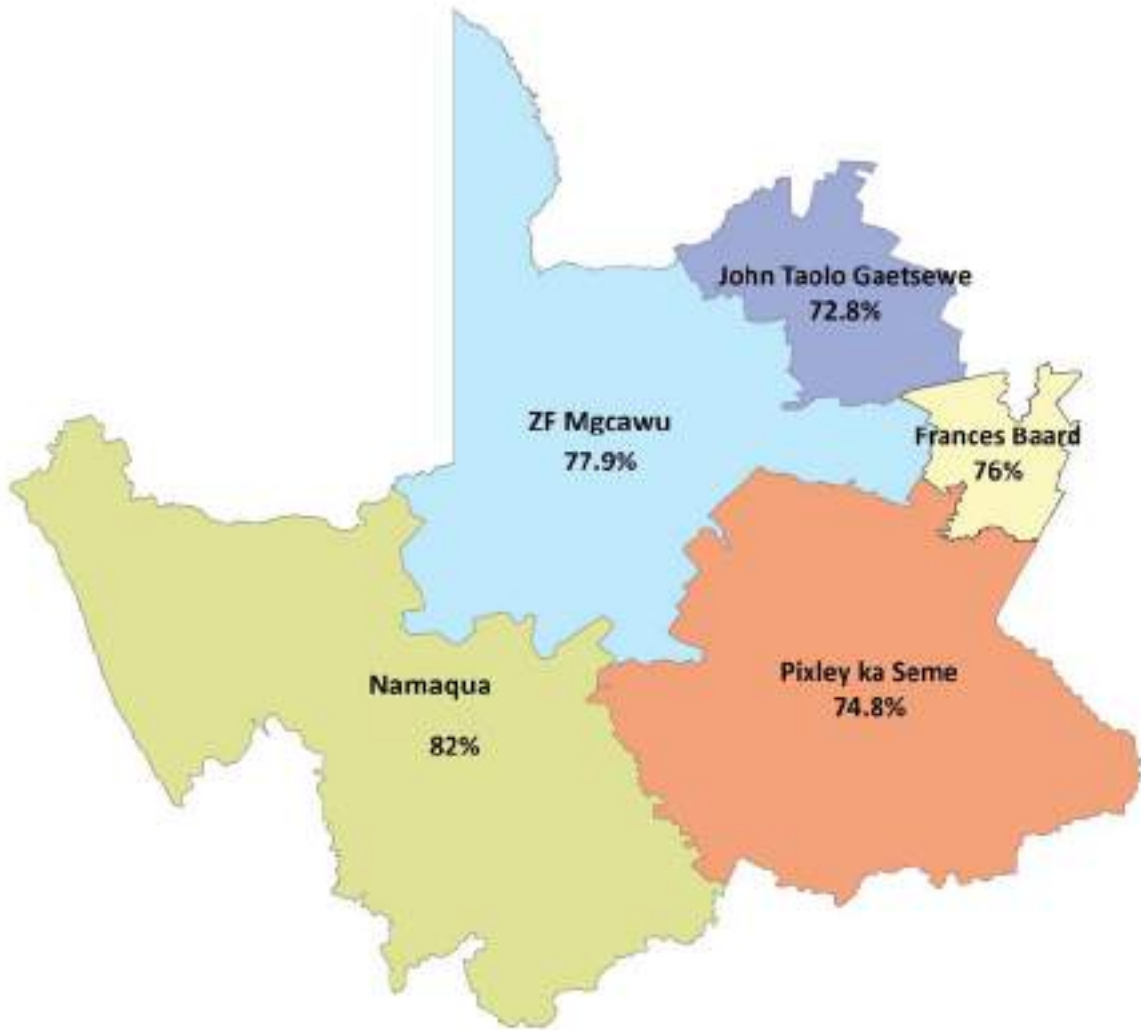 John Taolo Gaetsewe
72.8%
ZF Mgcawu
77.9%
Frances Baard
76%
Namaqua
82%
Pixley ka Seme
74.8%